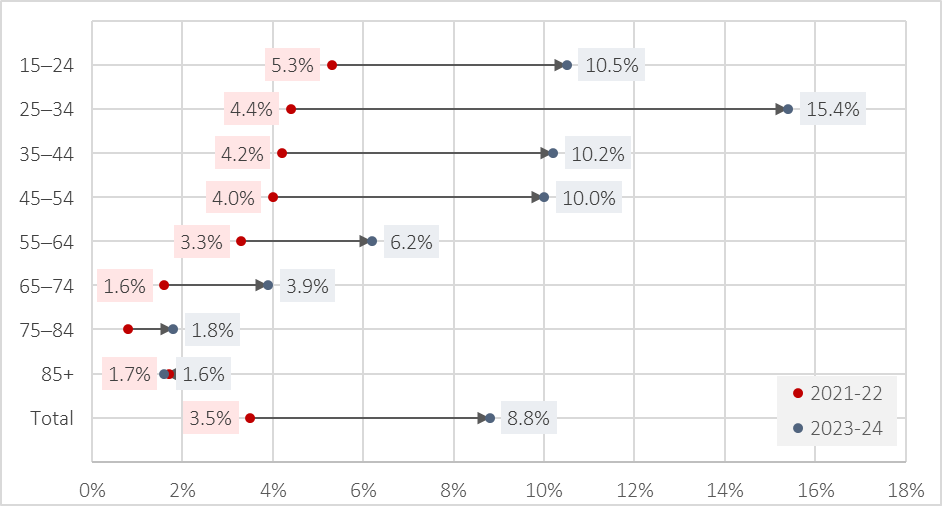 15–24 5.3% 10.5%
25–34 4.4% 15.4%
35–44 4.2% 10.2%
45–54 4.0% 10.0%
55–64 3.3% 6.2%
65–74 1.6% 3.9%
75–84 1.8%
85+ 1.7% 1.6%
2021-22
Total 3.5% 8.8%
2023-24
0% 2% 4% 6% 8% 10% 12% 14% 16% 18%